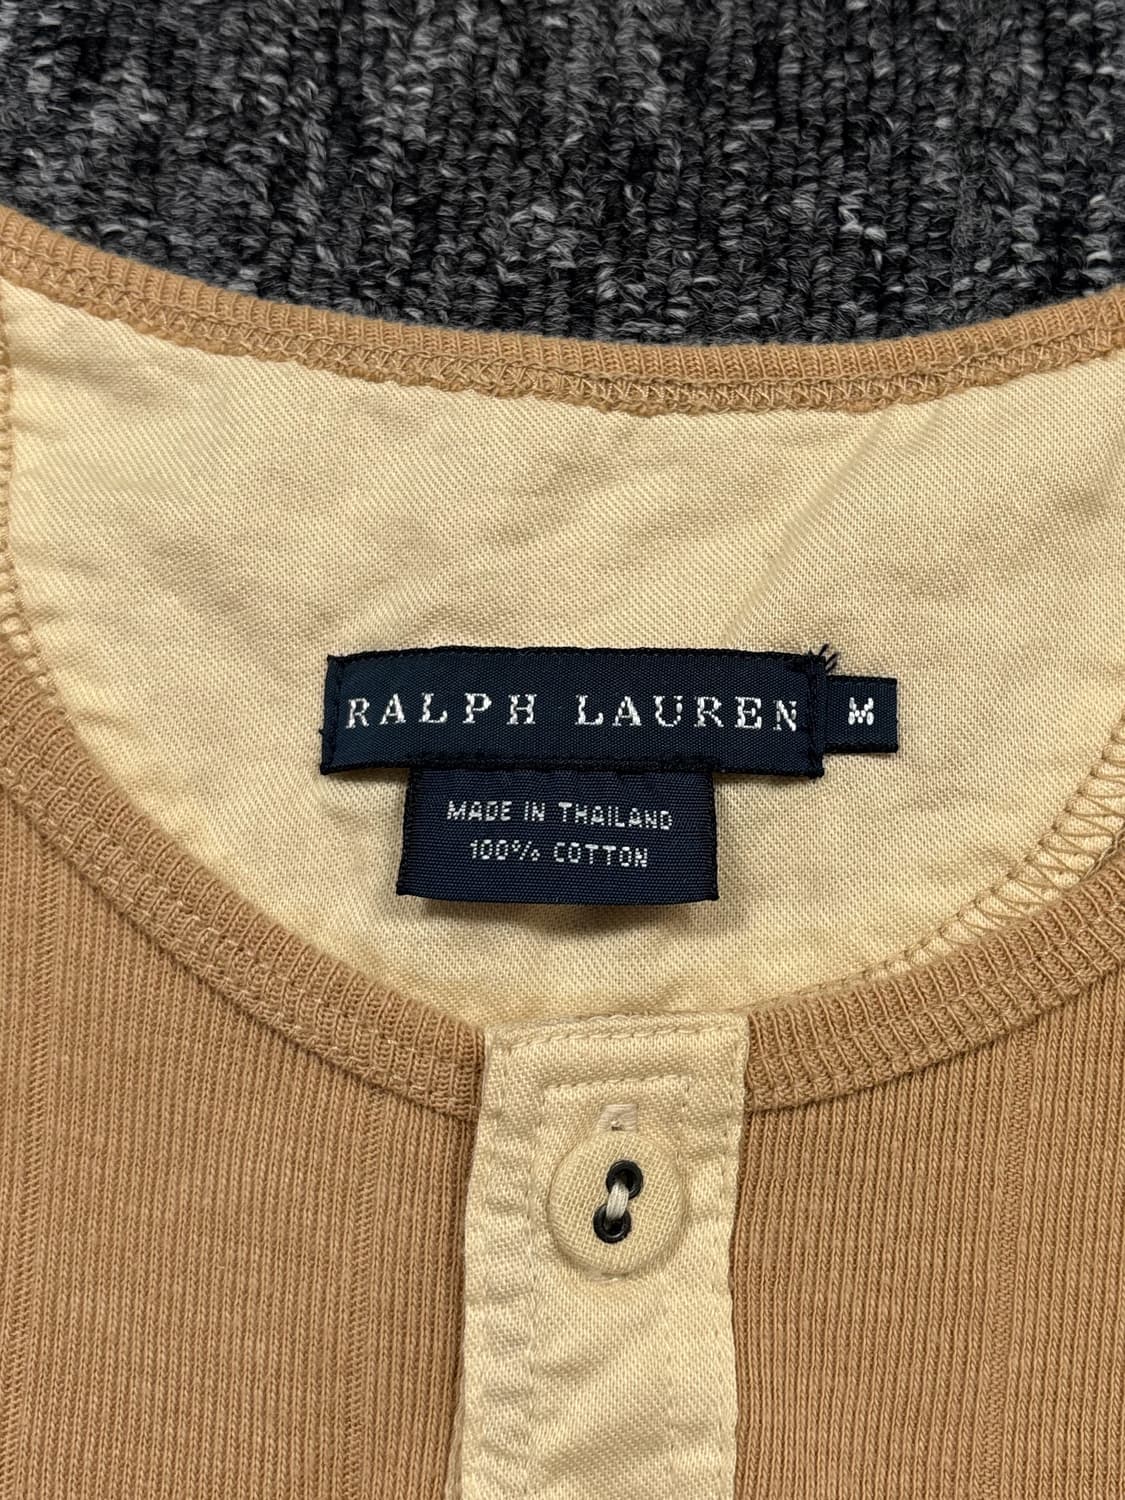 RALPH LAUREN M
MADE IN THAILAND
100% COTTON